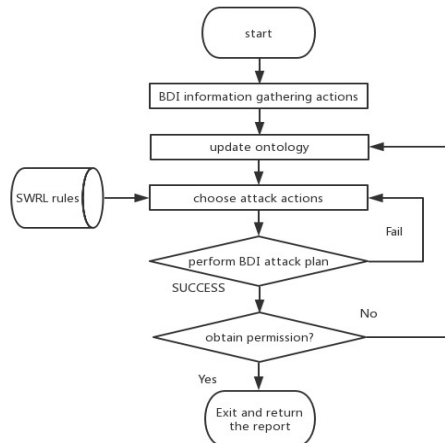 start
BDI information gathering actions
update ontology
SWRL rules
choose attack actions
Fail
perform BDI attack plan
SUCCESS
No
obtain permission?
Yes
Exit and return
the report